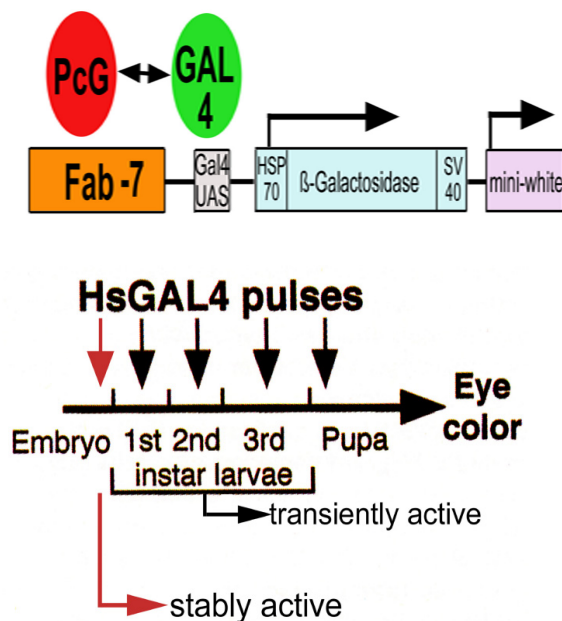 PcG
GAL
4
Fab-7
Gal4
UAS
HSP
70
ß-Galactosidase
SV
40
mini-white
HsGAL4 pulses
Eye
color
Embryo 1st 2nd 3rd Pupa
instar larvae
transiently active
stably active